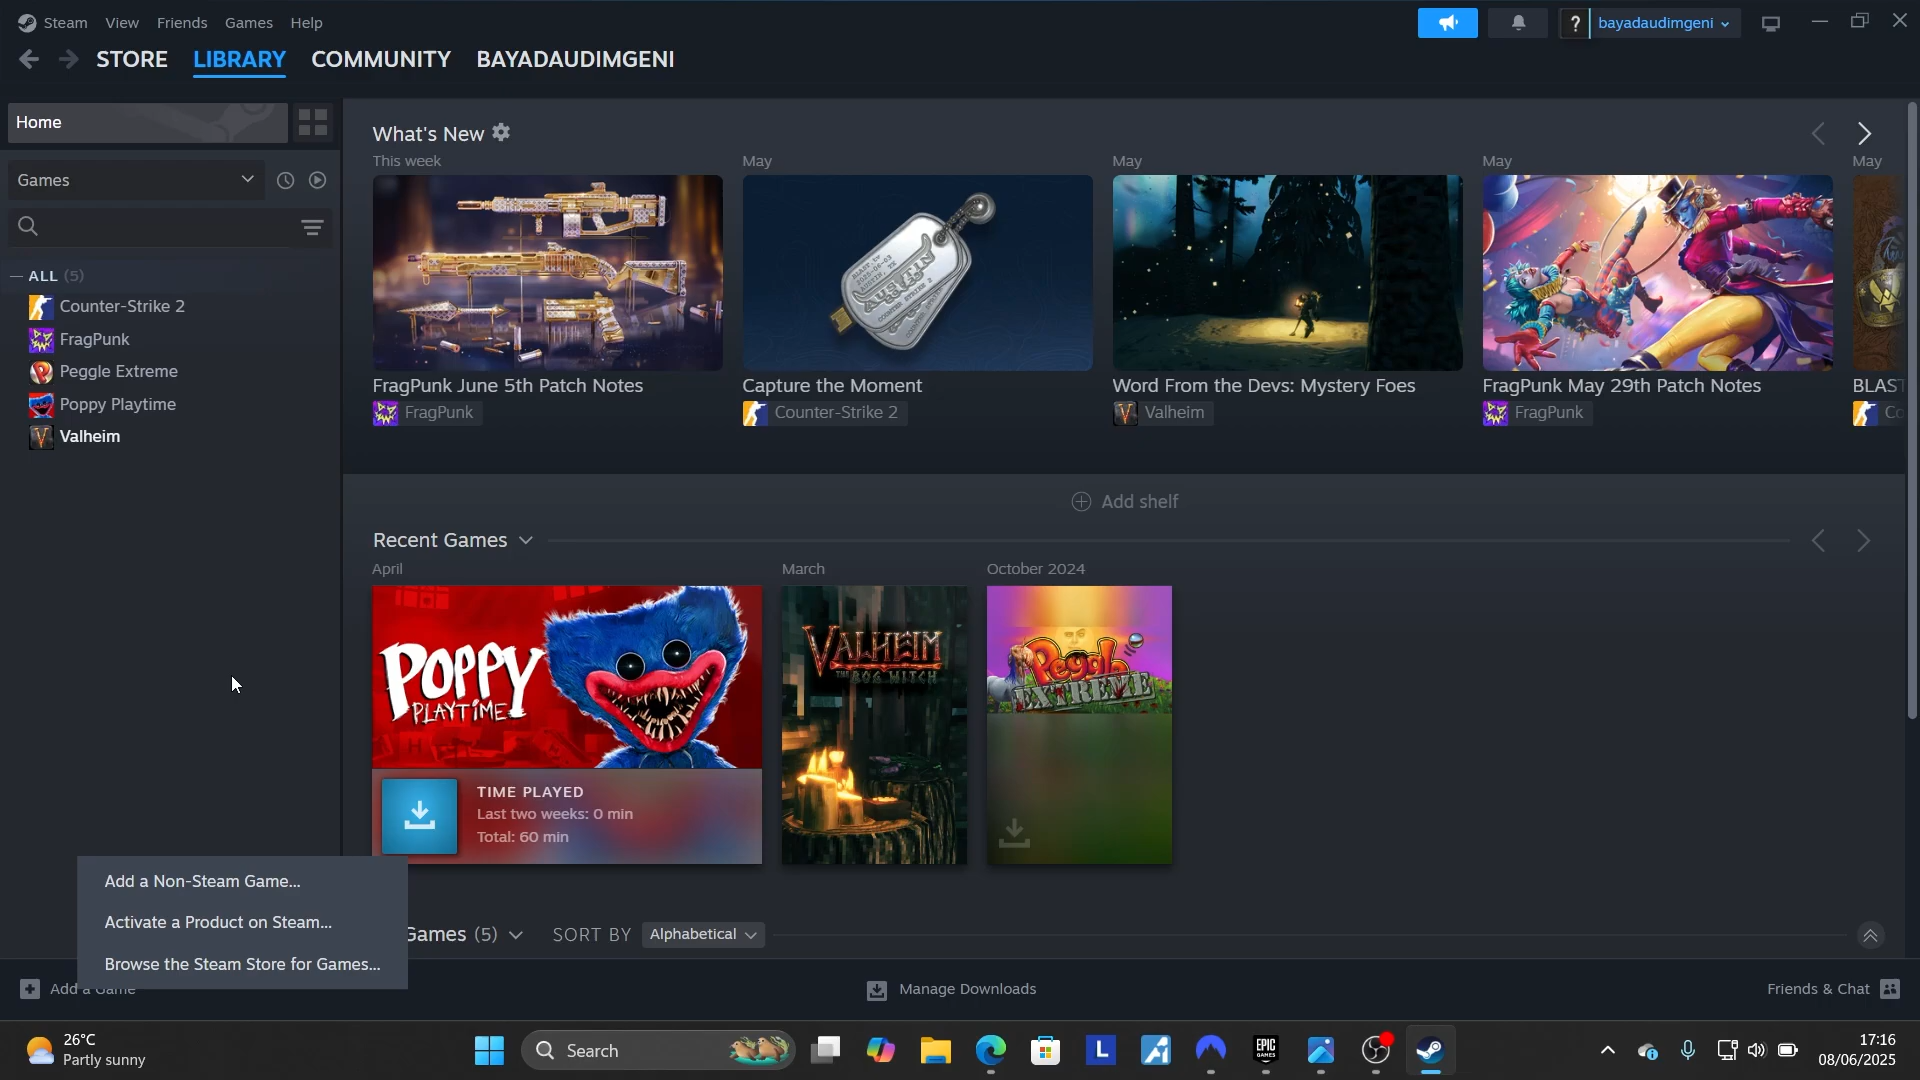 Steam View Friends Games Help
? bayadaudimgeni
STORE LIBRARY COMMUNITY BAYADAUDIMGENI
Home
Games
ALL (5)
Counter-Strike 2
FragPunk
Peggle Extreme
Poppy Playtime
Valheim
What's New
This week
May
May
May
May
FragPunk June 5th Patch Notes
Capture the Moment
Word From the Devs: Mystery Foes
FragPunk May 29th Patch Notes
BLAST
FragPunk
Counter-Strike 2
Valheim
FragPunk
Co
AUSTIN
Add shelf
Recent Games
April
March
October 2024
POPPY
PLAYTIME
VALHEIM
THE BOG WITCH
Peggle
EXTREME
TIME PLAYED
Last two weeks: 0 min
Total: 60 min
Games (5) SORT BY Alphabetical
Add a Non-Steam Game...
Activate a Product on Steam...
Browse the Steam Store for Games...
Add a Game
Manage Downloads
Friends & Chat
26°C
Partly sunny
Search
L
EPIC
GAMES
17:16
08/06/2025